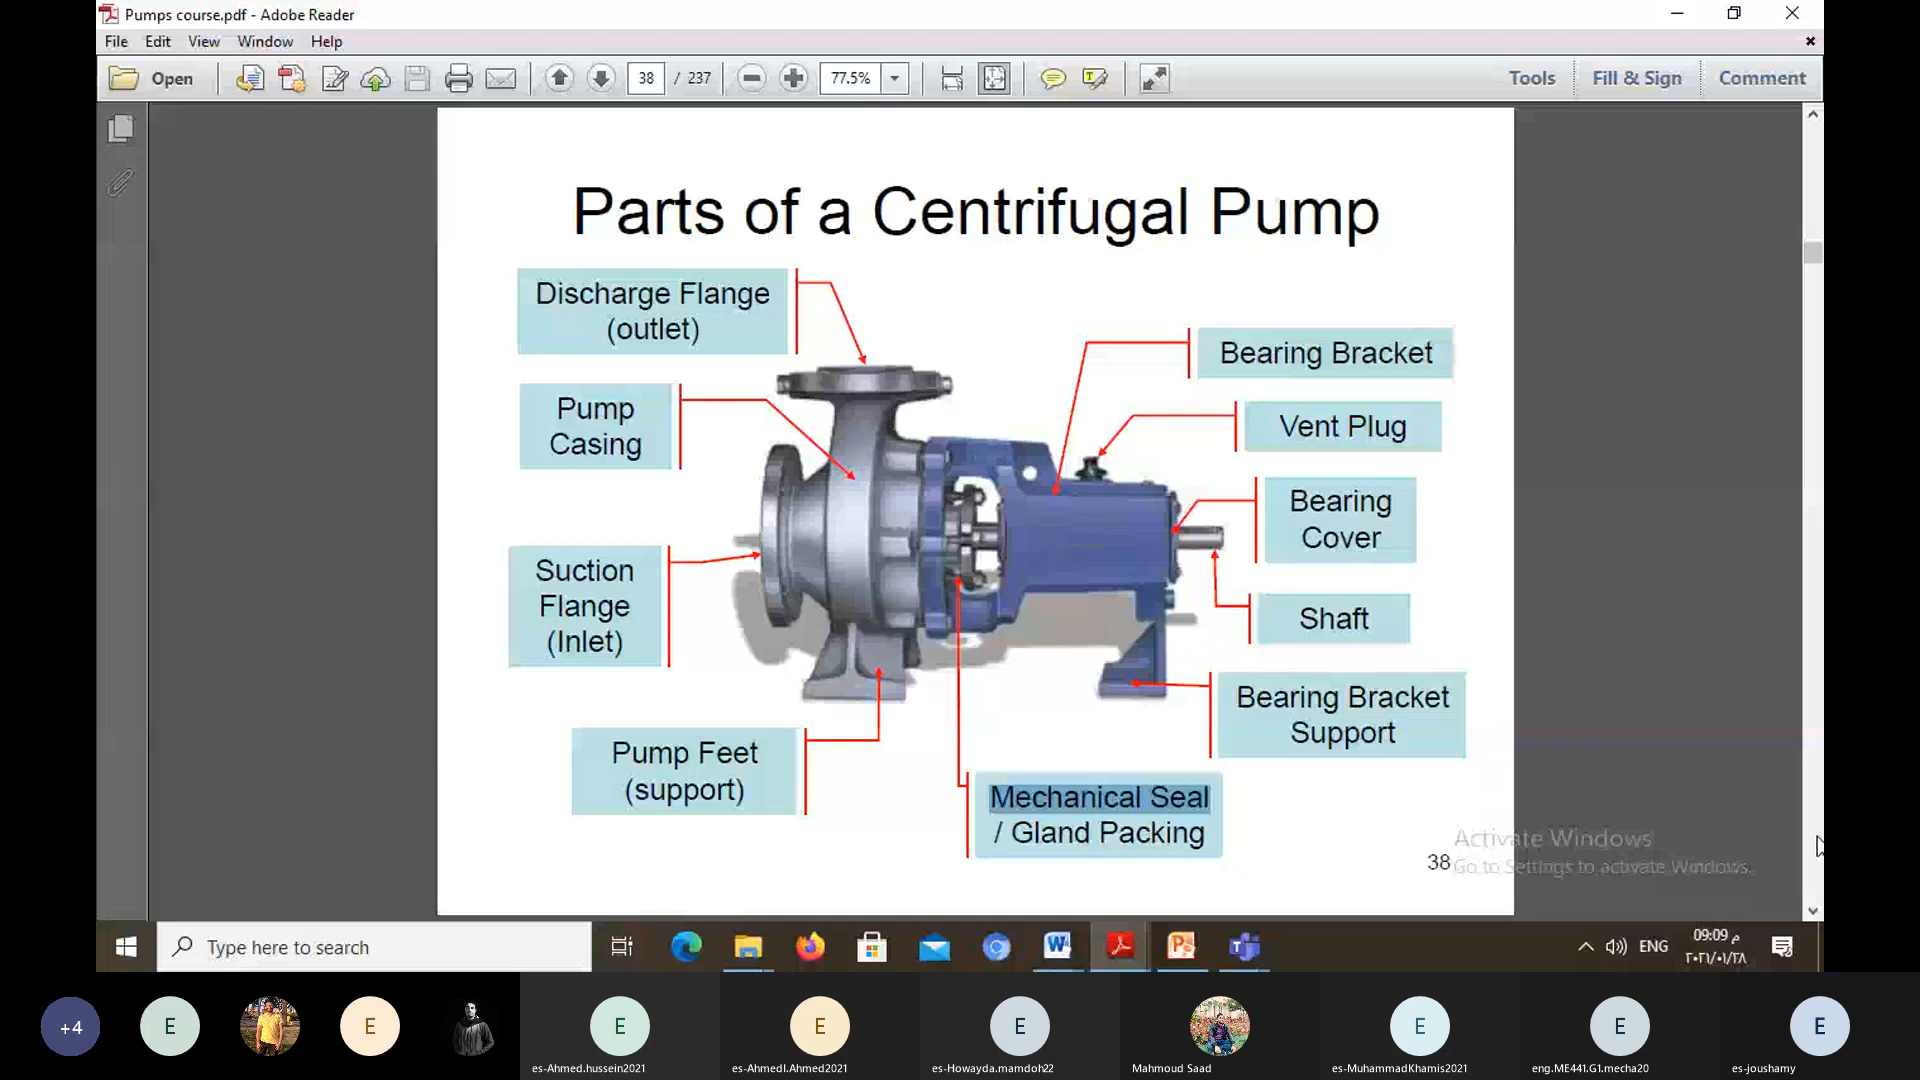 Pumps course.pdf - Adobe Reader
File Edit View Window Help
Open 38 / 237 77.5% Tools Fill & Sign Comment
Parts of a Centrifugal Pump
Discharge Flange
(outlet)
Pump
Casing
Suction
Flange
(Inlet)
Pump Feet
(support)
Bearing Bracket
Vent Plug
Bearing
Cover
Shaft
Bearing Bracket
Support
Mechanical Seal
/ Gland Packing
38
Activate Windows
Go to Settings to activate Windows.
Type here to search
ENG
09:09 م
٢٠٢١/٠١/٢٨
+4 E E E E E E E E
es-Ahmed.hussein2021 es-AhmedI.Ahmed2021 es-Howayda.mamdoh22 Mahmoud Saad es-MuhammadKhamis2021 eng.ME441.G1.mecha20 es-joushamy